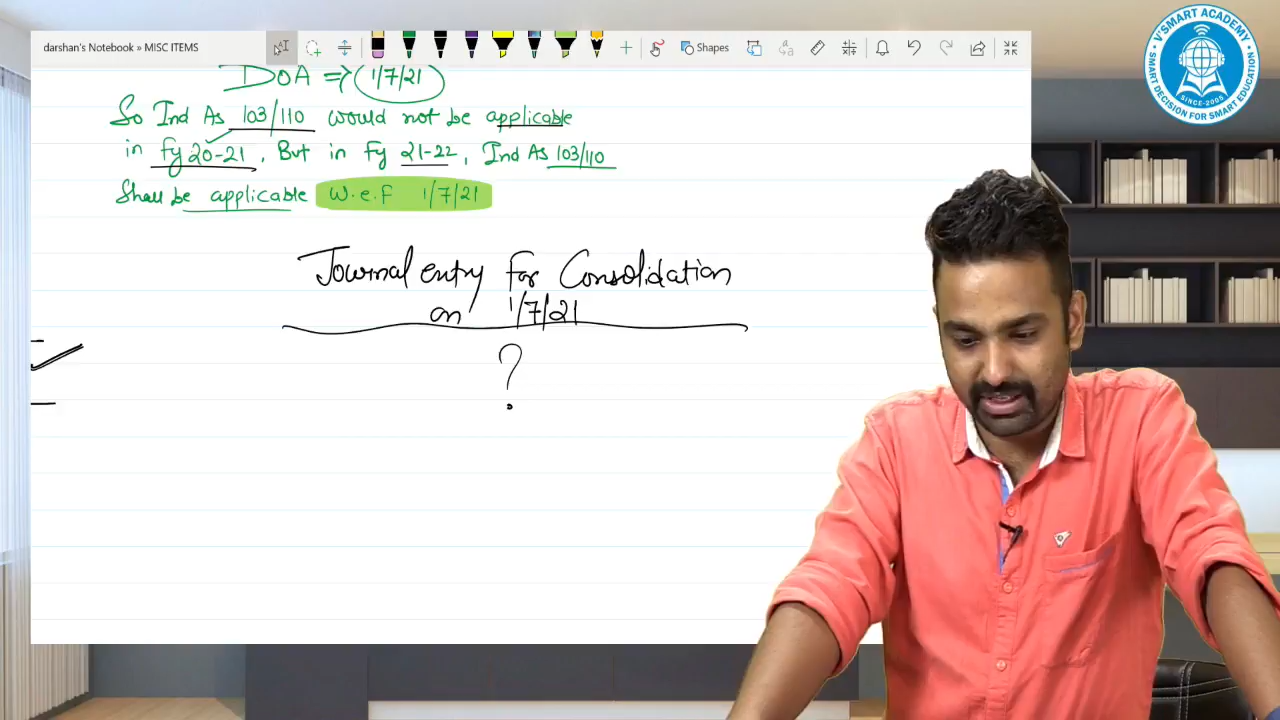 darshan's Notebook » MISC ITEMS
Shapes
DOA ⇒ 1/7/21
So Ind As 103/110 would not be applicable
in Fy 20-21, But in Fy 21-22, Ind As 103/110
Shall be applicable W.e.f 1/7/21
Journal entry for Consolidation
on 1/7/21
?
V'SMART ACADEMY
SINCE-2005
SMART DECISION FOR SMART EDUCATION